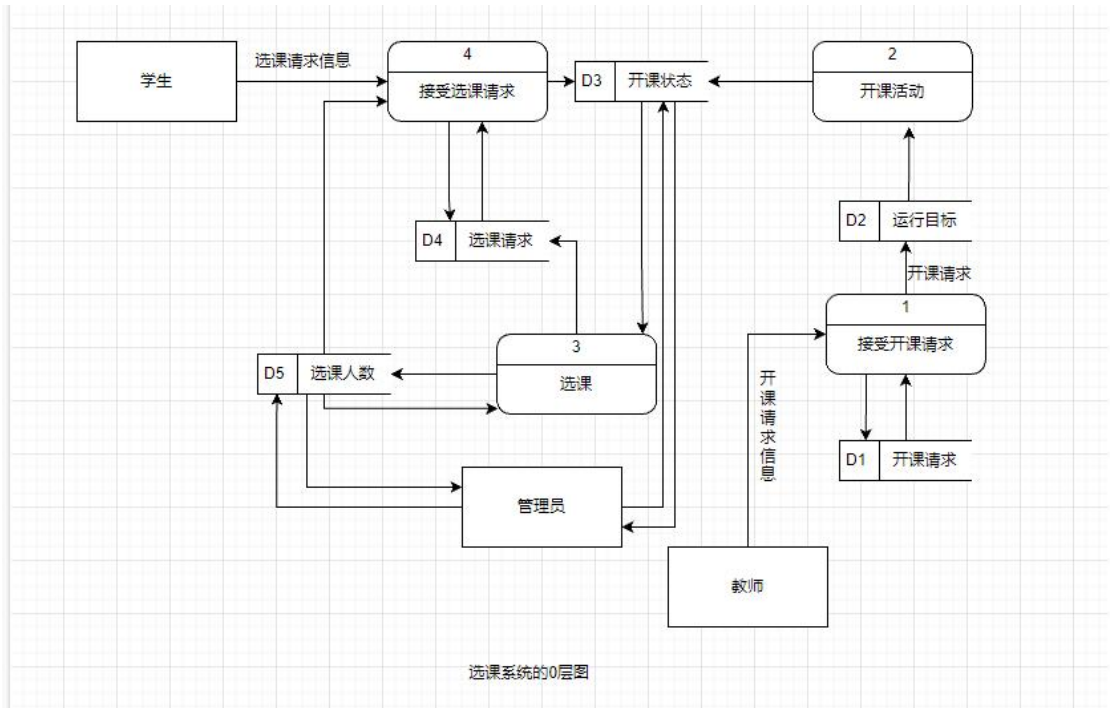 学生
选课请求信息
4
接受选课请求
D3 开课状态
2
开课活动
D4 选课请求
D2 运行目标
开课请求
1
接受开课请求
3
选课
D5 选课人数
开课请求信息
D1 开课请求
管理员
教师
选课系统的0层图